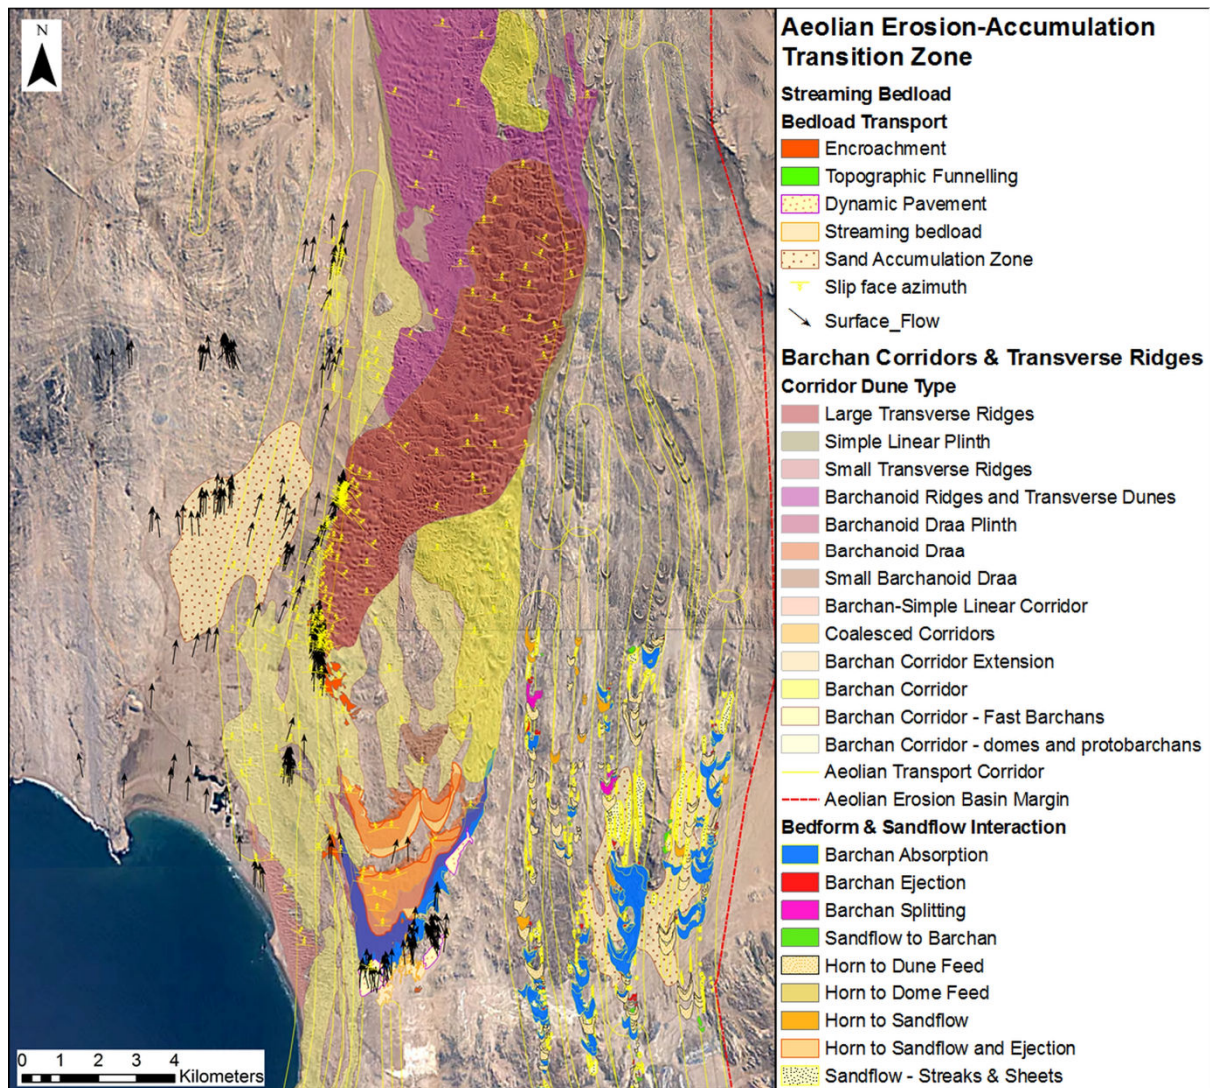 N
Aeolian Erosion-Accumulation
Transition Zone
Streaming Bedload
Bedload Transport
Encroachment
Topographic Funnelling
Dynamic Pavement
Streaming bedload
Sand Accumulation Zone
Slip face azimuth
Surface_Flow
Barchan Corridors & Transverse Ridges
Corridor Dune Type
Large Transverse Ridges
Simple Linear Plinth
Small Transverse Ridges
Barchanoid Ridges and Transverse Dunes
Barchanoid Draa Plinth
Barchanoid Draa
Small Barchanoid Draa
Barchan-Simple Linear Corridor
Coalesced Corridors
Barchan Corridor Extension
Barchan Corridor
Barchan Corridor - Fast Barchans
Barchan Corridor - domes and protobarchans
Aeolian Transport Corridor
Aeolian Erosion Basin Margin
Bedform & Sandflow Interaction
Barchan Absorption
Barchan Ejection
Barchan Splitting
Sandflow to Barchan
Horn to Dune Feed
Horn to Dome Feed
Horn to Sandflow
Horn to Sandflow and Ejection
Sandflow - Streaks & Sheets
0 1 2 3 4
Kilometers